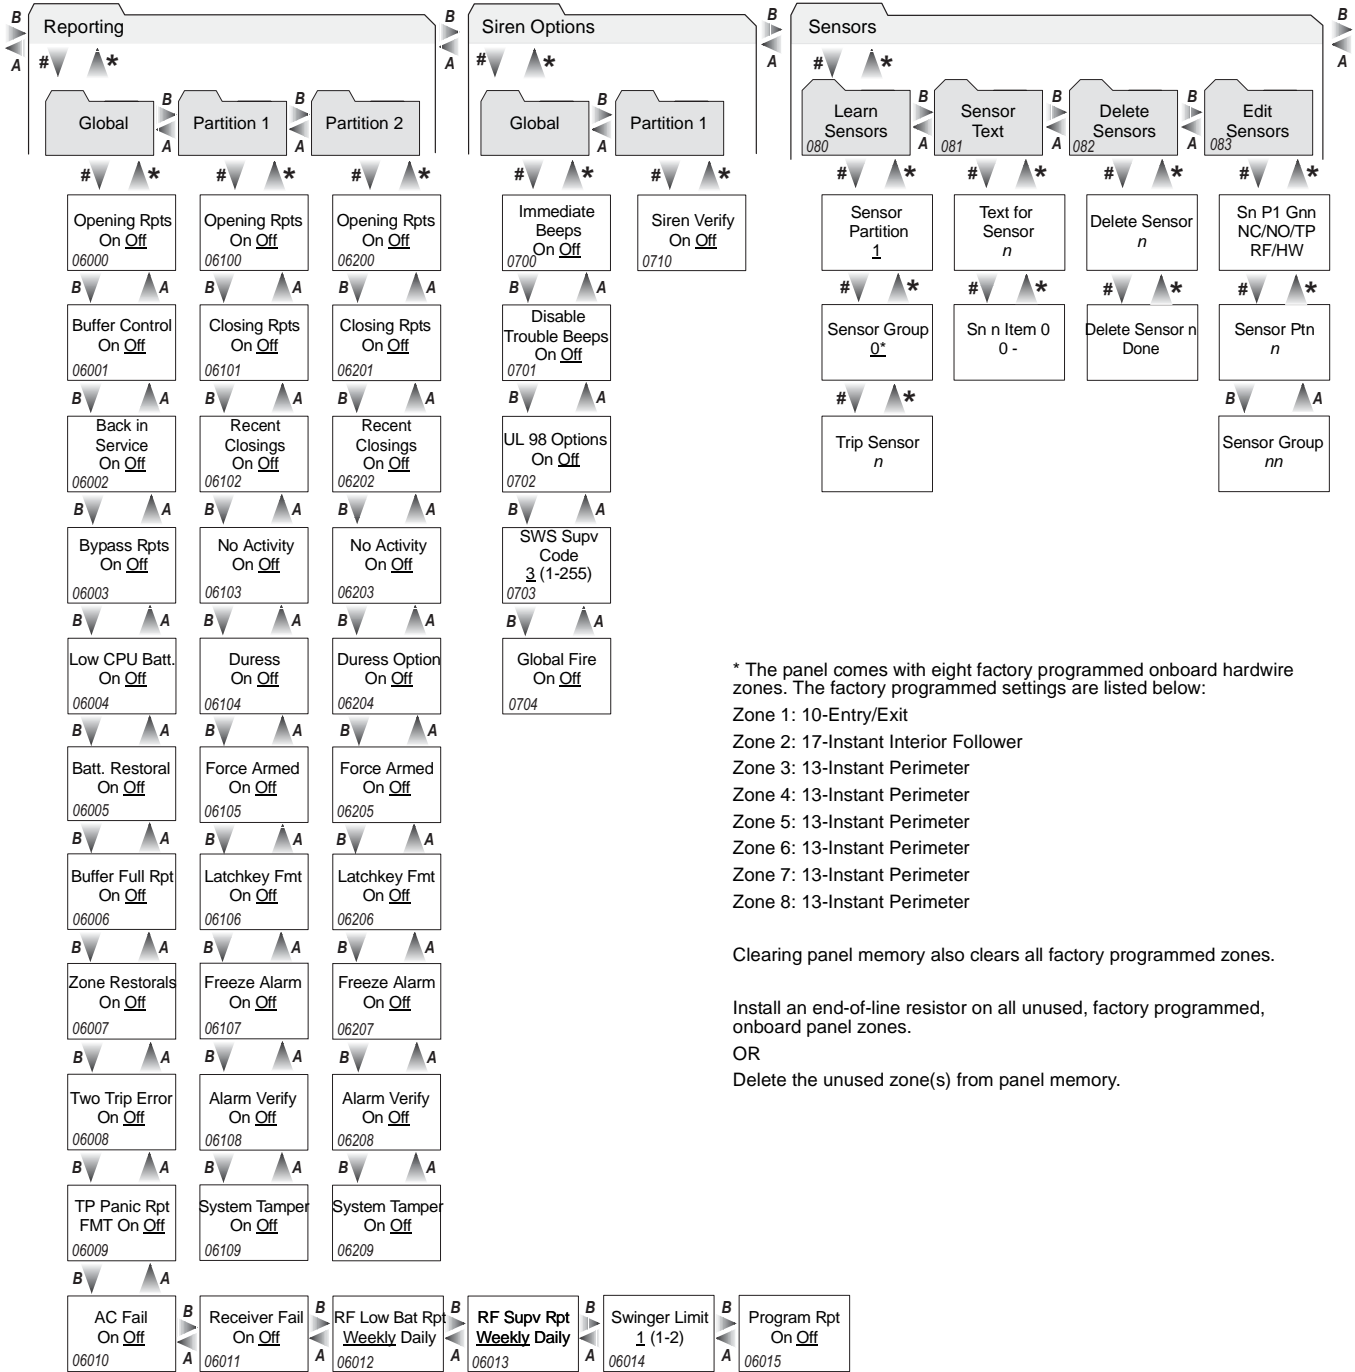 B
A
Reporting
# *
Global
B
A
Partition 1
B
A
Partition 2
# *
# *
# *
Opening Rpts
On Off
06000
B A
Buffer Control
On Off
06001
B A
Back in
Service
On Off
06002
B A
Bypass Rpts
On Off
06003
B A
Low CPU Batt.
On Off
06004
B A
Batt. Restoral
On Off
06005
B A
Buffer Full Rpt
On Off
06006
B A
Zone Restorals
On Off
06007
B A
Two Trip Error
On Off
06008
B A
TP Panic Rpt
FMT On Off
06009
B A
AC Fail
On Off
06010
B
A
Receiver Fail
On Off
06011
B
A
RF Low Bat Rpt
Weekly Daily
06012
B
A
RF Supv Rpt
Weekly Daily
06013
B
A
Swinger Limit
1 (1-2)
06014
B
A
Program Rpt
On Off
06015
Opening Rpts
On Off
06100
B A
Closing Rpts
On Off
06101
B A
Recent
Closings
On Off
06102
B A
No Activity
On Off
06103
B A
Duress
On Off
06104
B A
Force Armed
On Off
06105
B A
Latchkey Fmt
On Off
06106
B A
Freeze Alarm
On Off
06107
B A
Alarm Verify
On Off
06108
B A
System Tamper
On Off
06109
Opening Rpts
On Off
06200
B A
Closing Rpts
On Off
06201
B A
Recent
Closings
On Off
06202
B A
No Activity
On Off
06203
B A
Duress Option
On Off
06204
B A
Force Armed
On Off
06205
B A
Latchkey Fmt
On Off
06206
B A
Freeze Alarm
On Off
06207
B A
Alarm Verify
On Off
06208
B A
System Tamper
On Off
06209
B
A
Siren Options
# *
Global
B
A
Partition 1
# *
# *
Immediate
Beeps
On Off
0700
B A
Disable
Trouble Beeps
On Off
0701
B A
UL 98 Options
On Off
0702
B A
SWS Supv
Code
3 (1-255)
0703
B A
Global Fire
On Off
0704
Siren Verify
On Off
0710
B
A
Sensors
B
A
# *
Learn
Sensors
080
B
A
Sensor
Text
081
B
A
Delete
Sensors
082
B
A
Edit
Sensors
083
# *
# *
# *
# *
Sensor
Partition
1
# *
Sensor Group
0*
# *
Trip Sensor
n
Text for
Sensor
n
# *
Sn n Item 0
0 -
Delete Sensor
n
# *
Delete Sensor n
Done
Sn P1 Gnn
NC/NO/TP
RF/HW
# *
Sensor Ptn
n
B A
Sensor Group
nn
* The panel comes with eight factory programmed onboard hardwire
zones. The factory programmed settings are listed below:
Zone 1: 10-Entry/Exit
Zone 2: 17-Instant Interior Follower
Zone 3: 13-Instant Perimeter
Zone 4: 13-Instant Perimeter
Zone 5: 13-Instant Perimeter
Zone 6: 13-Instant Perimeter
Zone 7: 13-Instant Perimeter
Zone 8: 13-Instant Perimeter
Clearing panel memory also clears all factory programmed zones.
Install an end-of-line resistor on all unused, factory programmed,
onboard panel zones.
OR
Delete the unused zone(s) from panel memory.